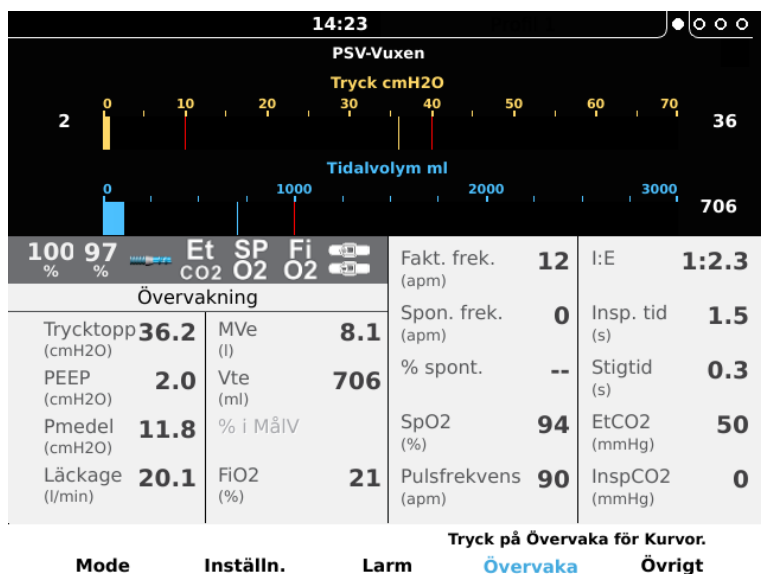 14:23
PSV-Vuxen
Tryck cmH2O
0 10 20 30 40 50 60 70
2 36
Tidalvolym ml
0 1000 2000 3000
706
100 % 97 % Et CO2 SP O2 Fi O2
Övervakning
Trycktopp (cmH2O) 36.2
PEEP (cmH2O) 2.0
Pmedel (cmH2O) 11.8
Läckage (l/min) 20.1
MVe (l) 8.1
Vte (ml) 706
% i MålV
FiO2 (%) 21
Fakt. frek. (apm) 12
Spon. frek. (apm) 0
% spont. --
SpO2 (%) 94
Pulsfrekvens (apm) 90
I:E 1:2.3
Insp. tid (s) 1.5
Stigtid (s) 0.3
EtCO2 (mmHg) 50
InspCO2 (mmHg) 0
Tryck på Övervaka för Kurvor.
Mode Inställn. Larm Övervaka Övrigt